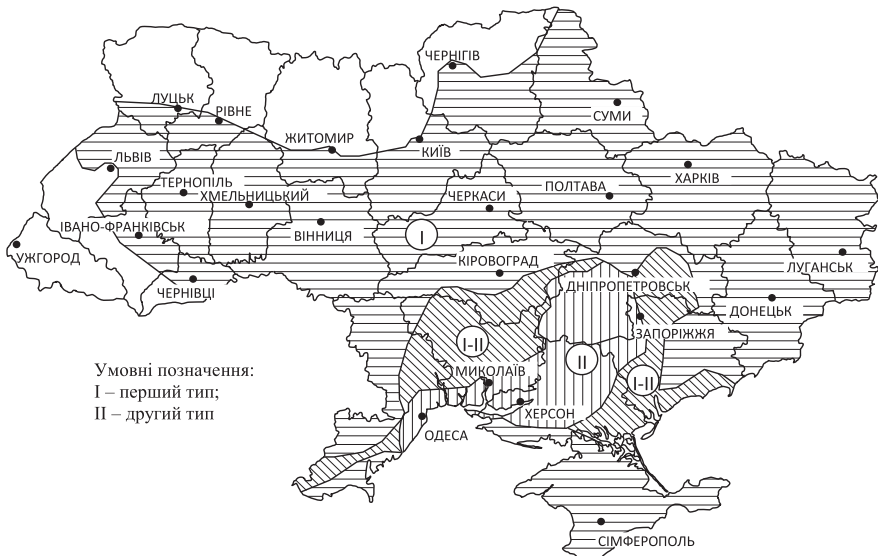 ЧЕРНІГІВ
ЛУЦЬК
РІВНЕ
СУМИ
ЖИТОМИР
КИЇВ
ЛЬВІВ
ХАРКІВ
ТЕРНОПІЛЬ
ХМЕЛЬНИЦЬКИЙ
ПОЛТАВА
ЧЕРКАСИ
ІВАНО-ФРАНКІВСЬК
ВІННИЦЯ
I
УЖГОРОД
КІРОВОГРАД
ЛУГАНСЬК
ЧЕРНІВЦІ
ДНІПРОПЕТРОВСЬК
ДОНЕЦЬК
ЗАПОРІЖЖЯ
I-II
II
МИКОЛАЇВ
I-II
Умовні позначення:
I – перший тип;
II – другий тип
ХЕРСОН
ОДЕСА
СІМФЕРОПОЛЬ